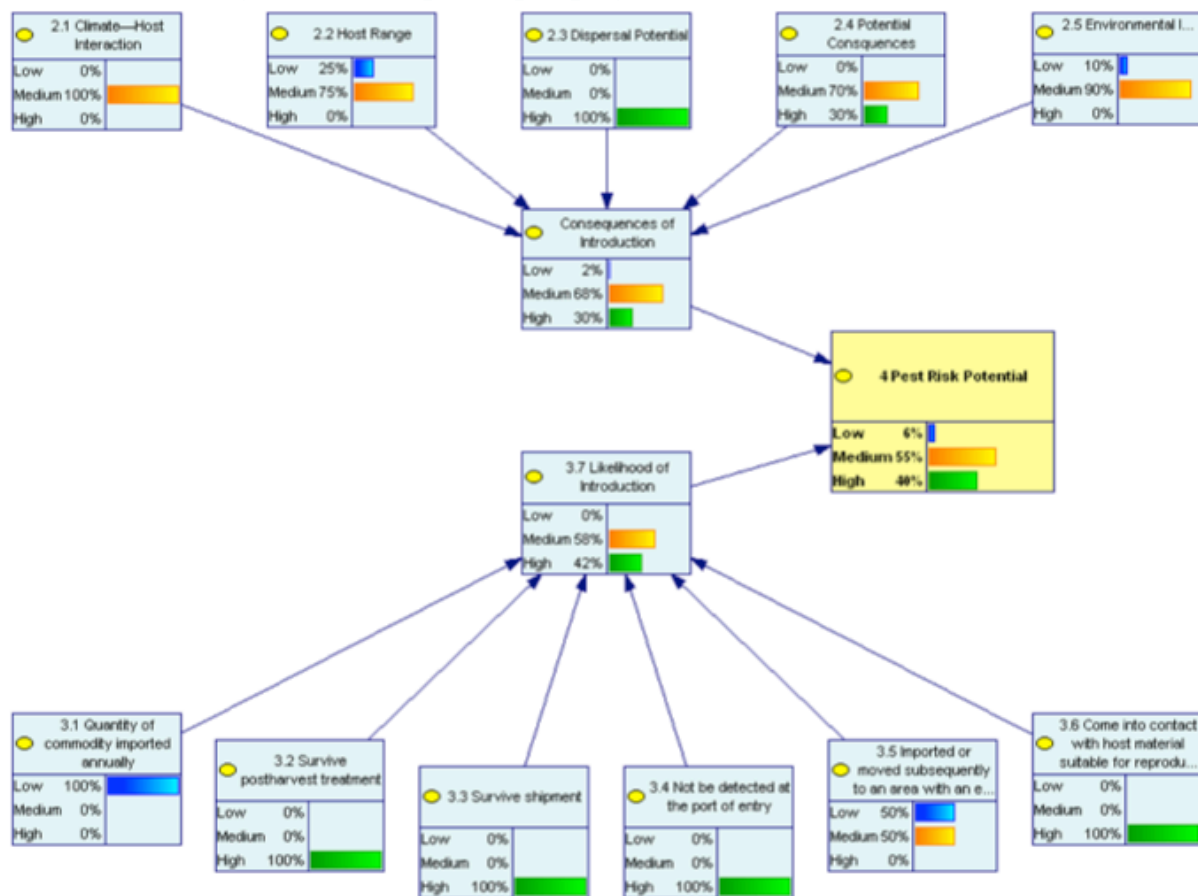 2.1 Climate—Host
Interaction
Low 0%
Medium 100%
High 0%
2.2 Host Range
Low 25%
Medium 75%
High 0%
2.3 Dispersal Potential
Low 0%
Medium 0%
High 100%
2.4 Potential
Consquences
Low 0%
Medium 70%
High 30%
2.5 Environmental I...
Low 10%
Medium 90%
High 0%
Consequences of
Introduction
Low 2%
Medium 68%
High 30%
4 Pest Risk Potential
Low 6%
Medium 55%
High 40%
3.7 Likelihood of
Introduction
Low 0%
Medium 58%
High 42%
3.1 Quantity of
commodity imported
annually
Low 100%
Medium 0%
High 0%
3.2 Survive
postharvest treatment
Low 0%
Medium 0%
High 100%
3.3 Survive shipment
Low 0%
Medium 0%
High 100%
3.4 Not be detected at
the port of entry
Low 0%
Medium 0%
High 100%
3.5 Imported or
moved subsequently
to an area with an e...
Low 50%
Medium 50%
High 0%
3.6 Come into contact
with host material
suitable for reprodu...
Low 0%
Medium 0%
High 100%